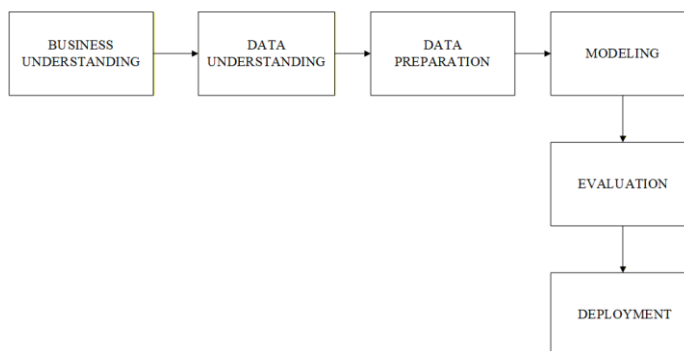 BUSINESS
UNDERSTANDING
DATA
UNDERSTANDING
DATA
PREPARATION
MODELING
EVALUATION
DEPLOYMENT